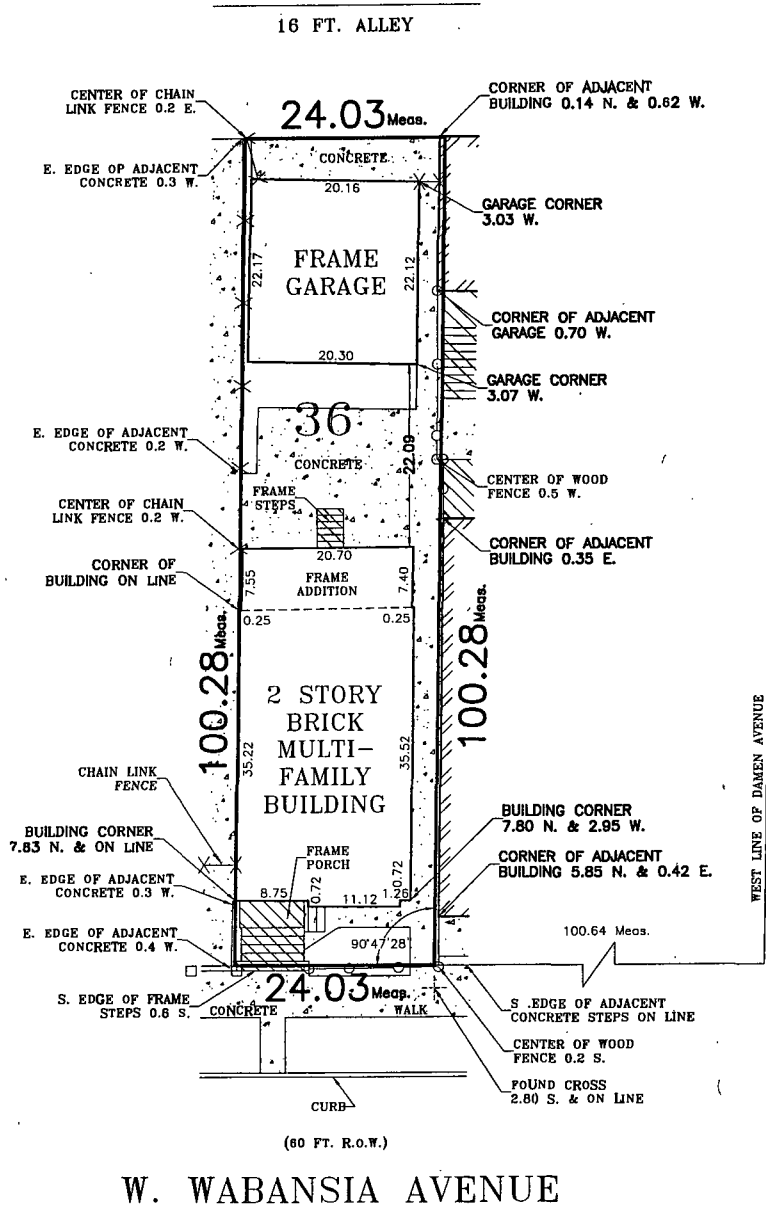 16 FT. ALLEY
CENTER OF CHAIN
LINK FENCE 0.2 E.
24.03 Meas.
CORNER OF ADJACENT
BUILDING 0.14 N. & 0.62 W.
CONCRETE
E. EDGE OP ADJACENT
CONCRETE 0.3 W.
20.16
GARAGE CORNER
3.03 W.
22.17
FRAME
GARAGE
22.12
CORNER OF ADJACENT
GARAGE 0.70 W.
20.30
GARAGE CORNER
3.07 W.
36
E. EDGE OF ADJACENT
CONCRETE 0.2 W.
22.09
CONCRETE
FRAME
STEPS
CENTER OF WOOD
FENCE 0.5 W.
CENTER OF CHAIN
LINK FENCE 0.2 W.
CORNER OF ADJACENT
BUILDING 0.35 E.
20.70
CORNER OF
BUILDING ON LINE
7.55
FRAME
ADDITION
7.40
0.25
0.25
100.28 Meas.
100.28 Meas.
2 STORY
BRICK
MULTI-
FAMILY
BUILDING
35.22
35.52
WEST LINE OF DAMEN AVENUE
CHAIN LINK
FENCE
BUILDING CORNER
7.80 N. & 2.95 W.
BUILDING CORNER
7.83 N. & ON LINE
FRAME
PORCH
CORNER OF ADJACENT
BUILDING 5.85 N. & 0.42 E.
E. EDGE OF ADJACENT
CONCRETE 0.3 W.
8.75
0.72
11.12
1.26
0.72
E. EDGE OF ADJACENT
CONCRETE 0.4 W.
90°47'28"
100.64 Meas.
S. EDGE OF FRAME
STEPS 0.6 S.
24.03 Meas.
CONCRETE
WALK
S .EDGE OF ADJACENT
CONCRETE STEPS ON LINE
CENTER OF WOOD
FENCE 0.2 S.
FOUND CROSS
2.80 S. & ON LINE
CURB
(60 FT. R.O.W.)
W. WABANSIA AVENUE